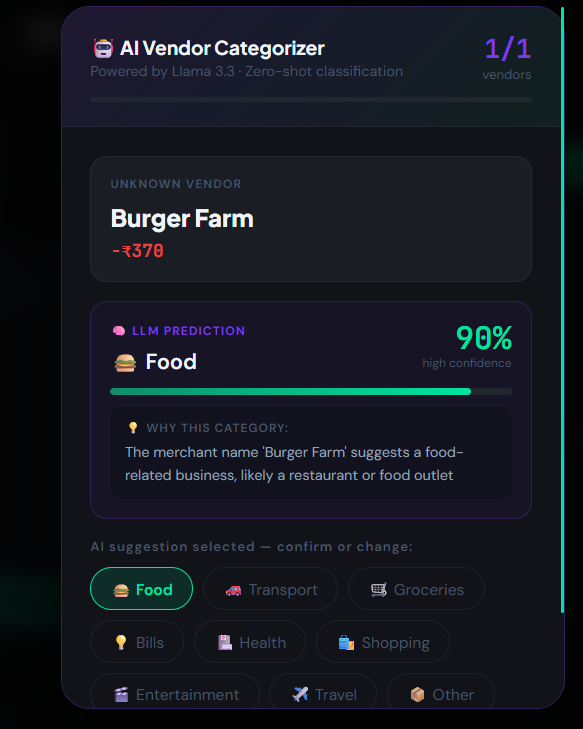 AI Vendor Categorizer
1/1
Powered by Llama 3.3 · Zero-shot classification
vendors
UNKNOWN VENDOR
Burger Farm
-₹370
LLM PREDICTION
90%
Food
high confidence
WHY THIS CATEGORY:
The merchant name 'Burger Farm' suggests a food-
related business, likely a restaurant or food outlet
AI suggestion selected — confirm or change:
Food
Transport
Groceries
Bills
Health
Shopping
Entertainment
Travel
Other